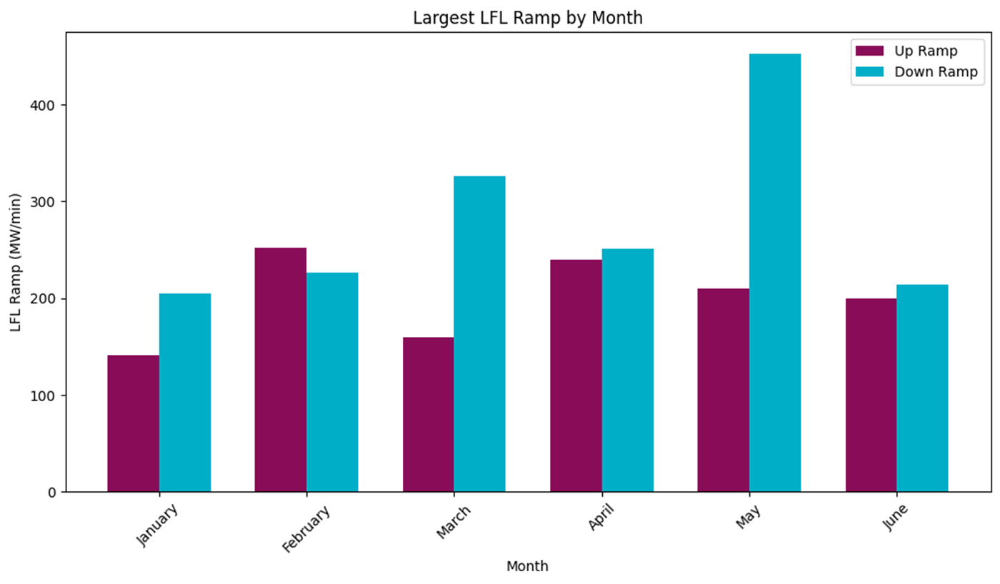 Largest LFL Ramp by Month
Up Ramp
Down Ramp
LFL Ramp (MW/min)
400
300
200
100
0
January
February
March
April
May
June
Month